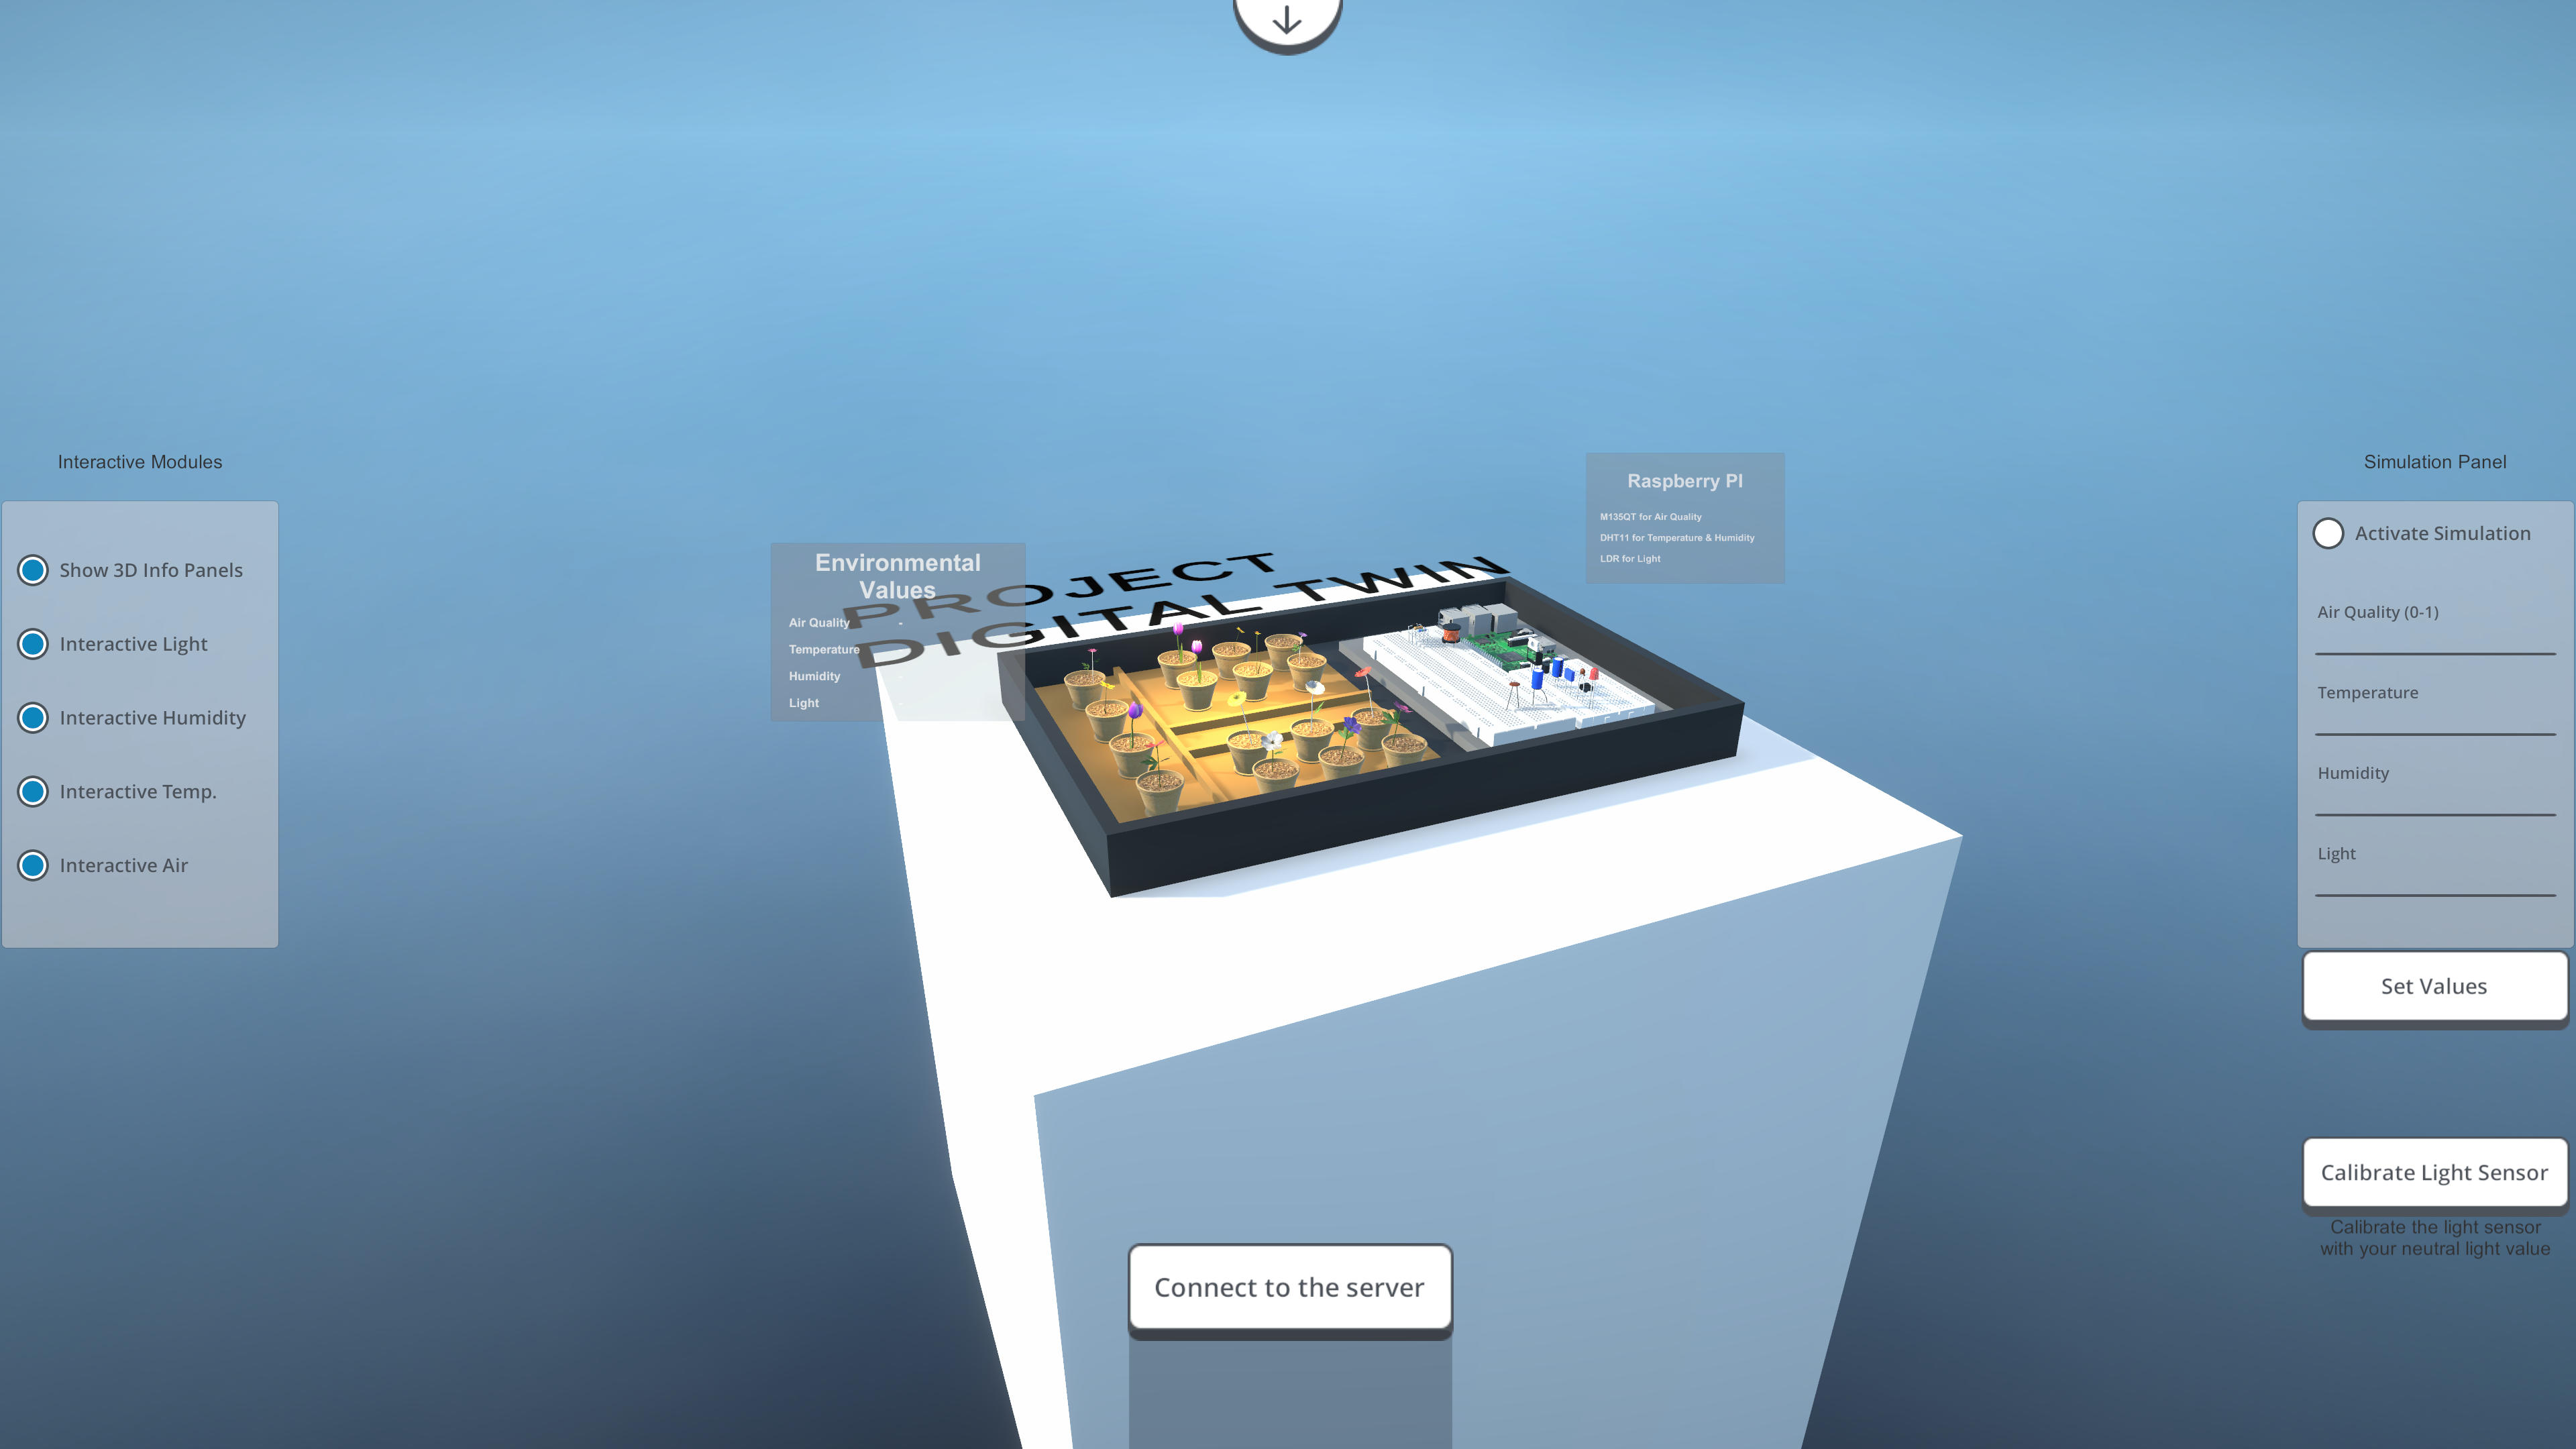 Interactive Modules
Show 3D Info Panels
Interactive Light
Interactive Humidity
Interactive Temp.
Interactive Air
Environmental
Values
Air Quality -
Temperature
Humidity -
Light -
PROJECT
DIGITAL TWIN
Raspberry PI
M135QT for Air Quality
DHT11 for Temperature & Humidity
LDR for Light
Simulation Panel
Activate Simulation
Air Quality (0-1)
Temperature
Humidity
Light
Set Values
Calibrate Light Sensor
Calibrate the light sensor
with your neutral light value
Connect to the server